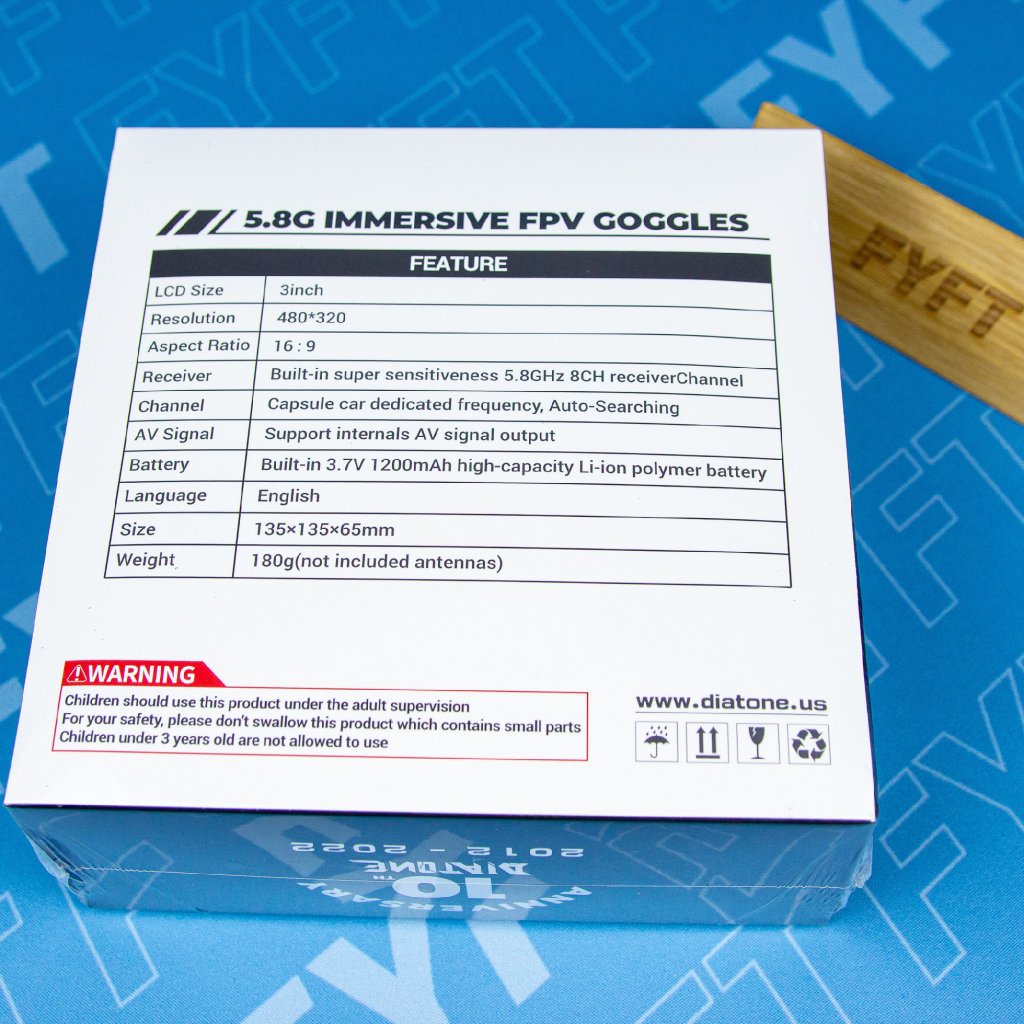 5.8G IMMERSIVE FPV GOGGLES
FEATURE
LCD Size 3inch
Resolution 480*320
Aspect Ratio 16 : 9
Receiver Built-in super sensitiveness 5.8GHz 8CH receiverChannel
Channel Capsule car dedicated frequency, Auto-Searching
AV Signal Support internals AV signal output
Battery Built-in 3.7V 1200mAh high-capacity Li-ion polymer battery
Language English
Size 135×135×65mm
Weight 180g(not included antennas)
WARNING
Children should use this product under the adult supervision
For your safety, please don't swallow this product which contains small parts
Children under 3 years old are not allowed to use
www.diatone.us
2012 - 2022
DIATONE
10TH
ANNIVERSARY
FYFT
FYFT